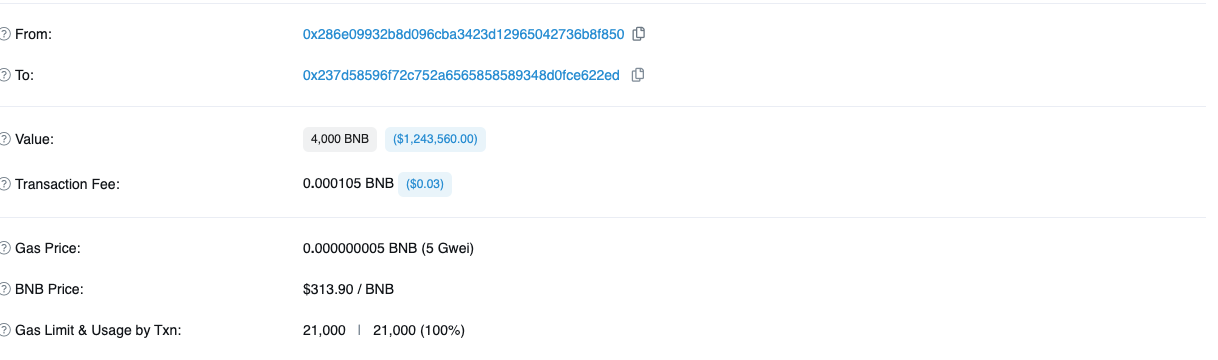 From: 0x286e09932b8d096cba3423d12965042736b8f850
To: 0x237d58596f72c752a6565858589348d0fce622ed
Value: 4,000 BNB ($1,243,560.00)
Transaction Fee: 0.000105 BNB ($0.03)
Gas Price: 0.000000005 BNB (5 Gwei)
BNB Price: $313.90 / BNB
Gas Limit & Usage by Txn: 21,000 | 21,000 (100%)